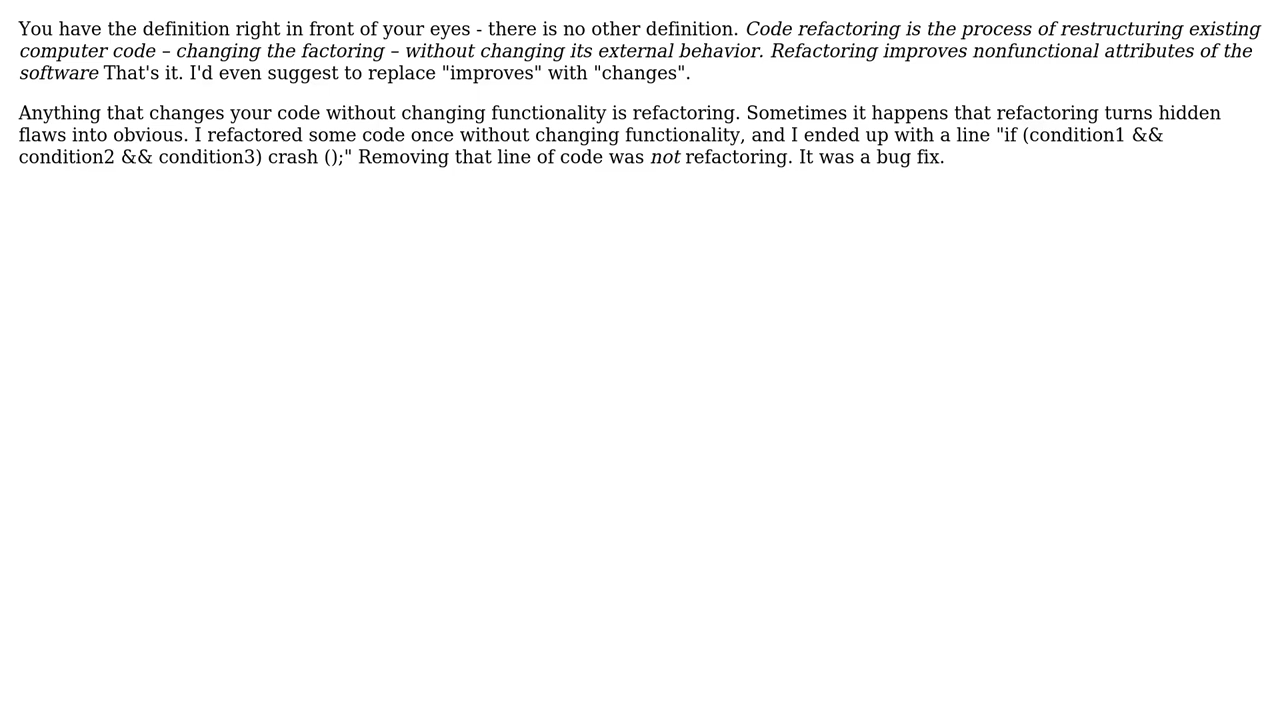 You have the definition right in front of your eyes - there is no other definition. Code refactoring is the process of restructuring existing
computer code – changing the factoring – without changing its external behavior. Refactoring improves nonfunctional attributes of the
software That's it. I'd even suggest to replace "improves" with "changes".
Anything that changes your code without changing functionality is refactoring. Sometimes it happens that refactoring turns hidden
flaws into obvious. I refactored some code once without changing functionality, and I ended up with a line "if (condition1 &&
condition2 && condition3) crash ();" Removing that line of code was not refactoring. It was a bug fix.